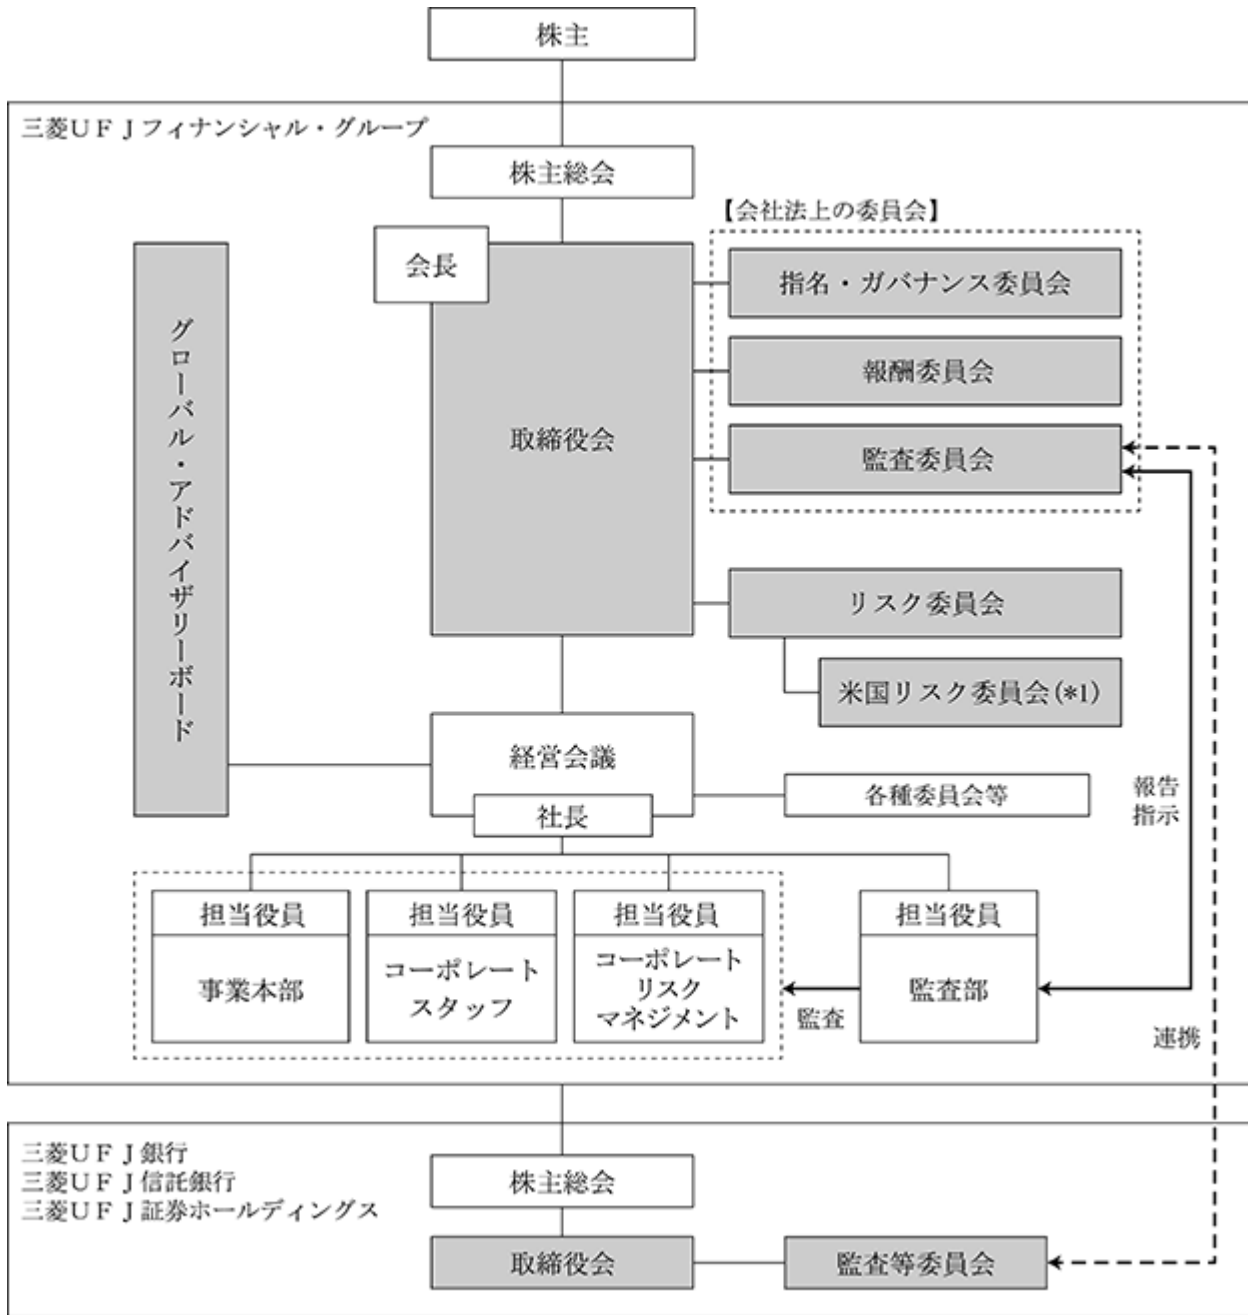 株主
三菱ＵＦＪフィナンシャル・グループ
株主総会
【会社法上の委員会】
会長
指名・ガバナンス委員会
グローバル・アドバイザリーボード
報酬委員会
取締役会
監査委員会
リスク委員会
米国リスク委員会(*1)
経営会議
各種委員会等
報告
指示
社長
担当役員
事業本部
担当役員
コーポレート
スタッフ
担当役員
コーポレート
リスク
マネジメント
監査
担当役員
監査部
連携
三菱ＵＦＪ銀行
三菱ＵＦＪ信託銀行
三菱ＵＦＪ証券ホールディングス
株主総会
取締役会
監査等委員会